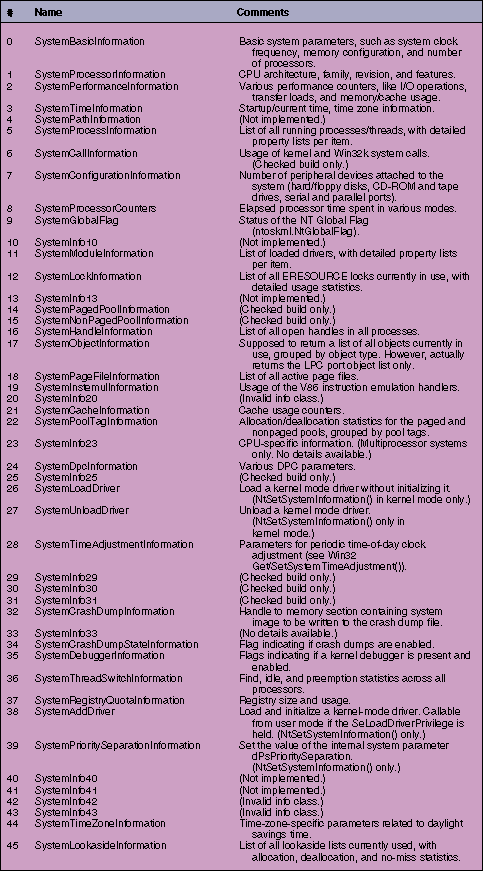 # Name Comments
0 SystemBasicInformation Basic system parameters, such as system clock
frequency, memory configuration, and number
of processors.
1 SystemProcessorInformation CPU architecture, family, revision, and features.
2 SystemPerformanceInformation Various performance counters, like I/O operations,
transfer loads, and memory/cache usage.
3 SystemTimeInformation Startup/current time, time zone information.
4 SystemPathInformation (Not implemented.)
5 SystemProcessInformation List of all running processes/threads, with detailed
property lists per item.
6 SystemCallInformation Usage of kernel and Win32k system calls.
(Checked build only.)
7 SystemConfigurationInformation Number of peripheral devices attached to the
system (hard/floppy disks, CD-ROM and tape
drives, serial and parallel ports).
8 SystemProcessorCounters Elapsed processor time spent in various modes.
9 SystemGlobalFlag Status of the NT Global Flag
(ntoskrnl.NtGlobalFlag).
10 SystemInfo10 (Not implemented.)
11 SystemModuleInformation List of loaded drivers, with detailed property lists
per item.
12 SystemLockInformation List of all ERESOURCE locks currently in use, with
detailed usage statistics.
13 SystemInfo13 (Not implemented.)
14 SystemPagedPoolInformation (Checked build only.)
15 SystemNonPagedPoolInformation (Checked build only.)
16 SystemHandleInformation List of all open handles in all processes.
17 SystemObjectInformation Supposed to return a list of all objects currently in
use, grouped by object type. However, actually
returns the LPC port object list only.
18 SystemPageFileInformation List of all active page files.
19 SystemInstemulInformation Usage of the V86 instruction emulation handlers.
20 SystemInfo20 (Invalid info class.)
21 SystemCacheInformation Cache usage counters.
22 SystemPoolTagInformation Allocation/deallocation statistics for the paged and
nonpaged pools, grouped by pool tags.
23 SystemInfo23 CPU-specific information. (Multiprocessor systems
only. No details available.)
24 SystemDpcInformation Various DPC parameters.
25 SystemInfo25 (Checked build only.)
26 SystemLoadDriver Load a kernel mode driver without initializing it.
(NtSetSystemInformation() in kernel mode only.)
27 SystemUnloadDriver Unload a kernel mode driver.
(NtSetSystemInformation() only in
kernel mode.)
28 SystemTimeAdjustmentInformation Parameters for periodic time-of-day clock
adjustment (see Win32
Get/SetSystemTimeAdjustment()).
29 SystemInfo29 (Checked build only.)
30 SystemInfo30 (Checked build only.)
31 SystemInfo31 (Checked build only.)
32 SystemCrashDumpInformation Handle to memory section containing system
image to be written to the crash dump file.
33 SystemInfo33 (No details available.)
34 SystemCrashDumpStateInformation Flag indicating if crash dumps are enabled.
35 SystemDebuggerInformation Flags indicating if a kernel debugger is present and
enabled.
36 SystemThreadSwitchInformation Find, idle, and preemption statistics across all
processors.
37 SystemRegistryQuotaInformation Registry size and usage.
38 SystemAddDriver Load and initialize a kernel-mode driver. Callable
from user mode if the SeLoadDriverPrivilege is
held. (NtSetSystemInformation() only.)
39 SystemPrioritySeparationInformation Set the value of the internal system parameter
dPsPrioritySeparation.
(NtSetSystemInformation() only.)
40 SystemInfo40 (Not implemented.)
41 SystemInfo41 (Not implemented.)
42 SystemInfo42 (Invalid info class.)
43 SystemInfo43 (Invalid info class.)
44 SystemTimeZoneInformation Time-zone-specific parameters related to daylight
savings time.
45 SystemLookasideInformation List of all lookaside lists currently used, with
allocation, deallocation, and no-miss statistics.